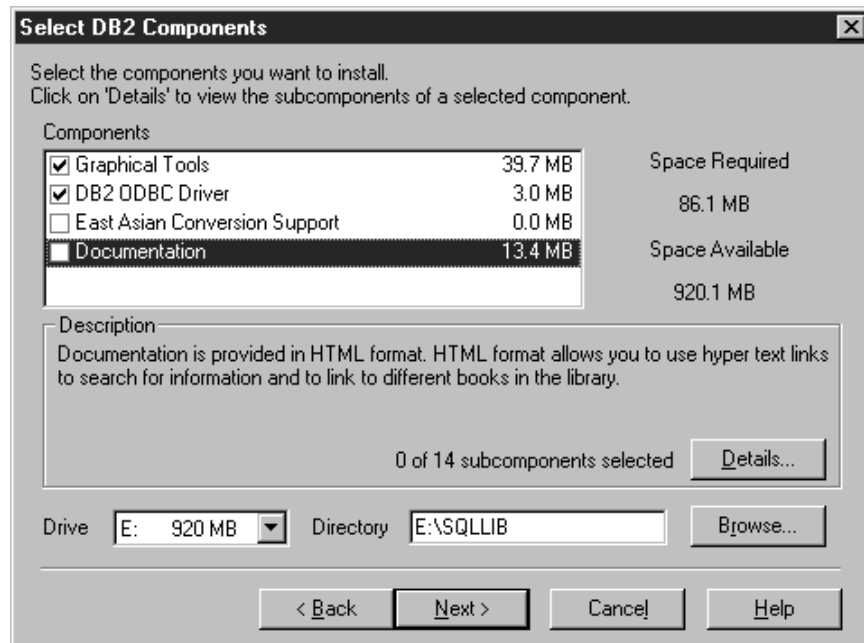 Select DB2 Components
Select the components you want to install.
Click on 'Details' to view the subcomponents of a selected component.
Components
Graphical Tools 39.7 MB
DB2 ODBC Driver 3.0 MB
East Asian Conversion Support 0.0 MB
Documentation 13.4 MB
Space Required
86.1 MB
Space Available
920.1 MB
Description
Documentation is provided in HTML format. HTML format allows you to use hyper text links
to search for information and to link to different books in the library.
0 of 14 subcomponents selected Details...
Drive E: 920 MB Directory E:\SQLLIB Browse...
< Back Next > Cancel Help